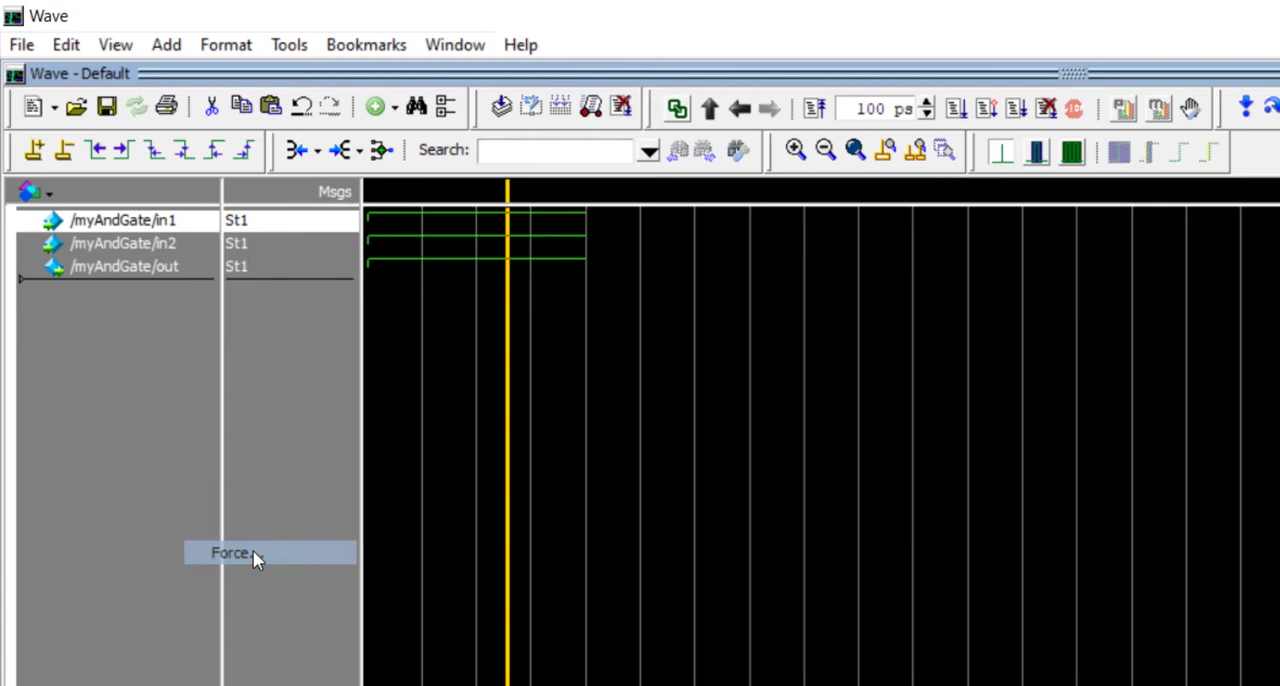 Wave
File Edit View Add Format Tools Bookmarks Window Help
Wave - Default
100 ps
Search:
Msgs
/myAndGate/in1 St1
/myAndGate/in2 St1
/myAndGate/out St1
Force..